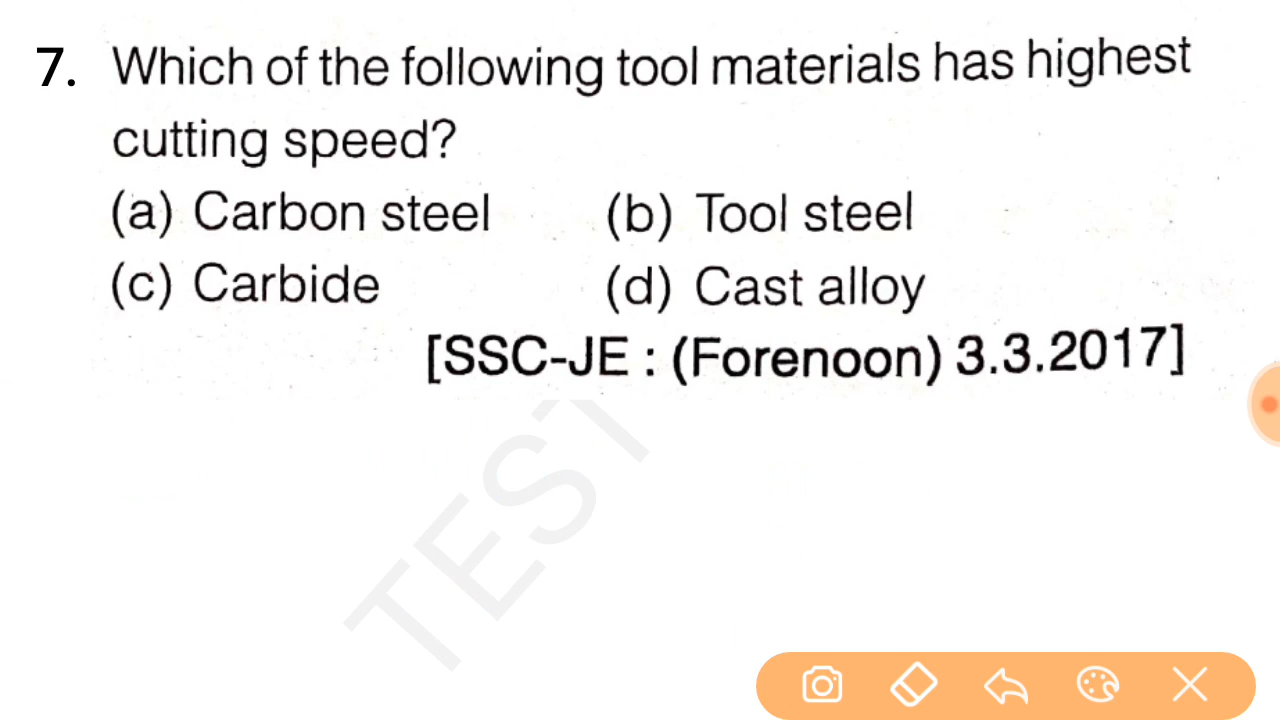 7. Which of the following tool materials has highest
cutting speed?
(a) Carbon steel (b) Tool steel
(c) Carbide (d) Cast alloy
[SSC-JE : (Forenoon) 3.3.2017]
TEST